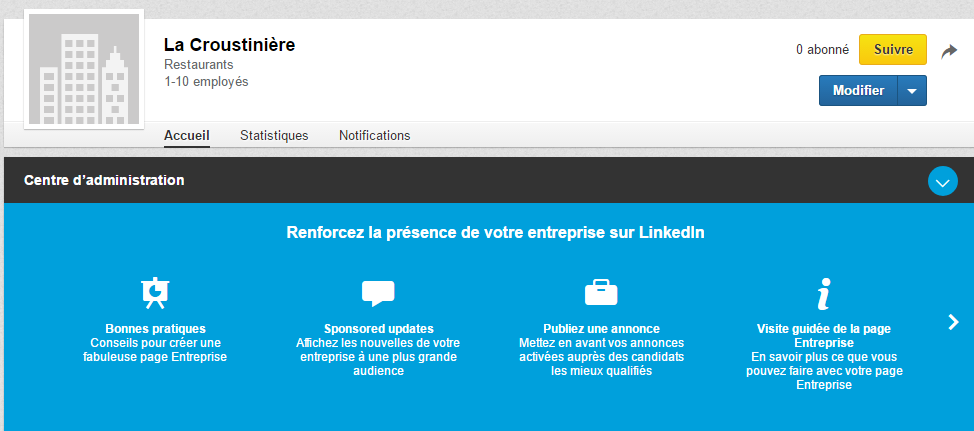 La Croustinière
Restaurants
1-10 employés
0 abonné
Suivre
Modifier
Accueil Statistiques Notifications
Centre d'administration
Renforcez la présence de votre entreprise sur LinkedIn
Bonnes pratiques
Conseils pour créer une
fabuleuse page Entreprise
Sponsored updates
Affichez les nouvelles de votre
entreprise à une plus grande
audience
Publiez une annonce
Mettez en avant vos annonces
activées auprès des candidats
les mieux qualifiés
Visite guidée de la page
Entreprise
En savoir plus ce que vous
pouvez faire avec votre page
Entreprise